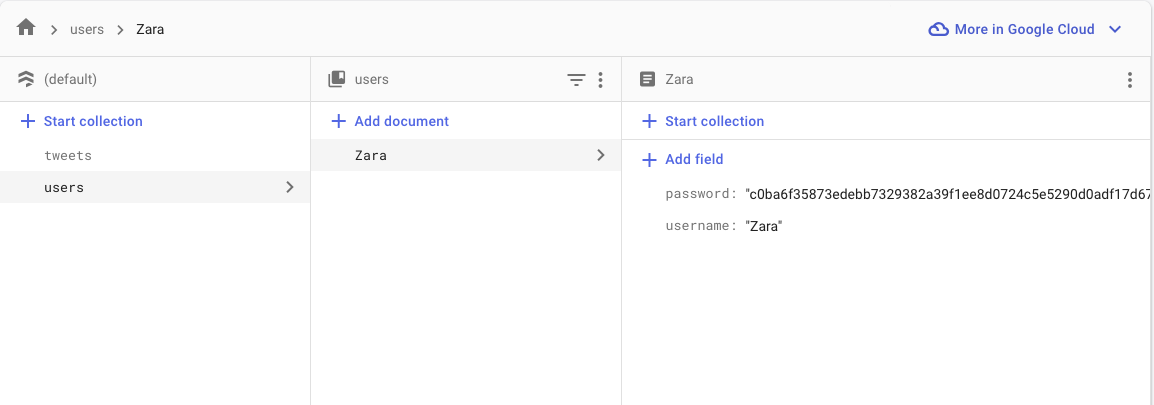 users Zara More in Google Cloud
(default) users Zara
Start collection Add document Start collection
tweets Zara Add field
users password: "c0ba6f35873edebb7329382a39f1ee8d0724c5e5290d0adf17d67
username: "Zara"